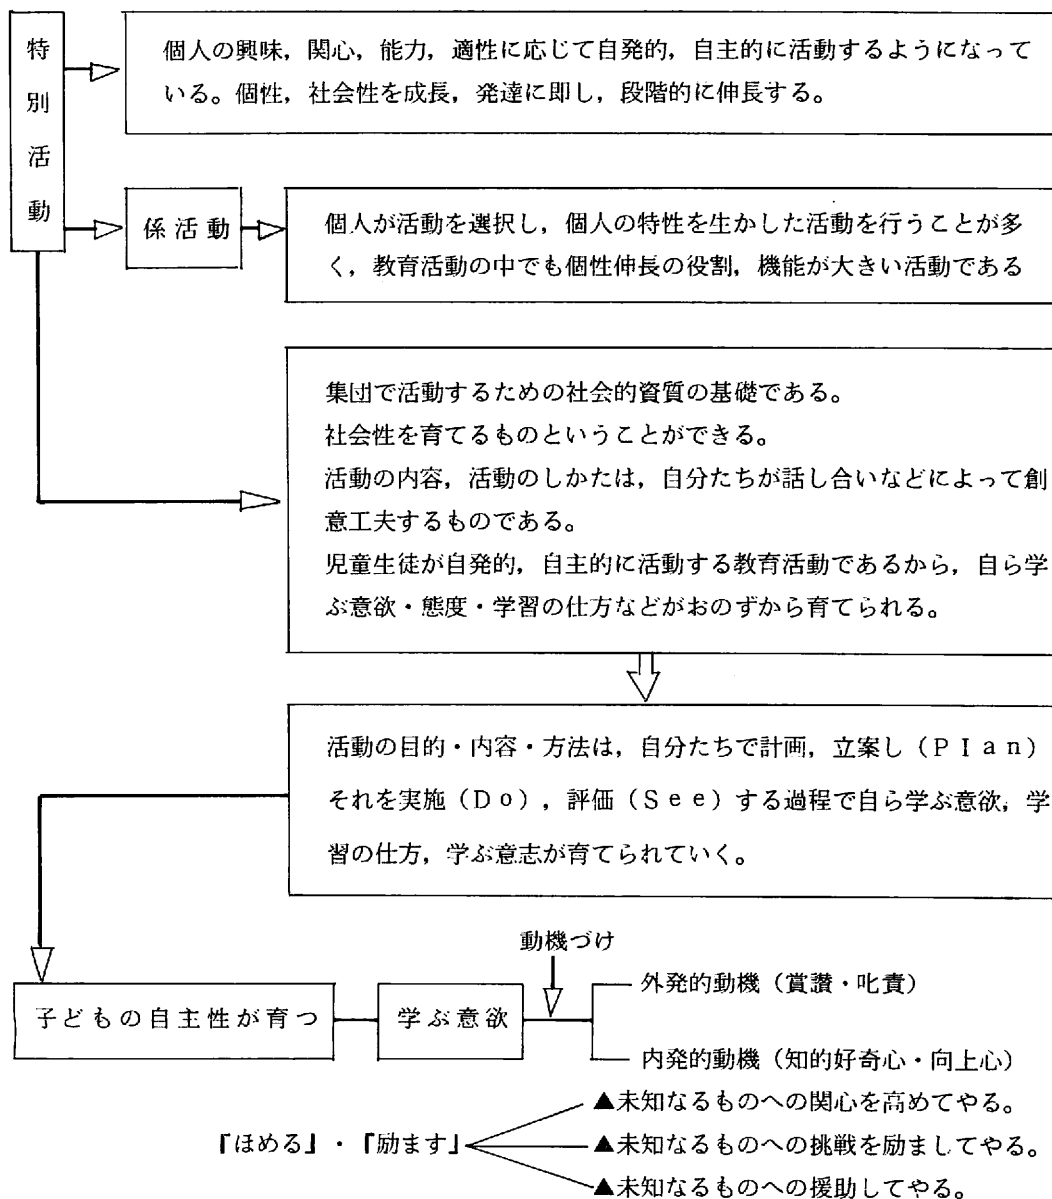 特別活動
個人の興味，関心，能力，適性に応じて自発的，自主的に活動するようになって
いる。個性，社会性を成長，発達に即し，段階的に伸長する。
係活動
個人が活動を選択し，個人の特性を生かした活動を行うことが多
く，教育活動の中でも個性伸長の役割，機能が大きい活動である
集団で活動するための社会的資質の基礎である。
社会性を育てるものということができる。
活動の内容，活動のしかたは，自分たちが話し合いなどによって創
意工夫するものである。
児童生徒が自発的，自主的に活動する教育活動であるから，自ら学
ぶ意欲・態度・学習の仕方などがおのずから育てられる。
活動の目的・内容・方法は，自分たちで計画，立案し（ＰＩａｎ）
それを実施（Ｄｏ），評価（Ｓｅｅ）する過程で自ら学ぶ意欲，学
習の仕方，学ぶ意志が育てられていく。
動機づけ
子どもの自主性が育つ
学ぶ意欲
外発的動機（賞讃・叱責）
内発的動機（知的好奇心・向上心）
『ほめる』・『励ます』
▲未知なるものへの関心を高めてやる。
▲未知なるものへの挑戦を励ましてやる。
▲未知なるものへの援助してやる。